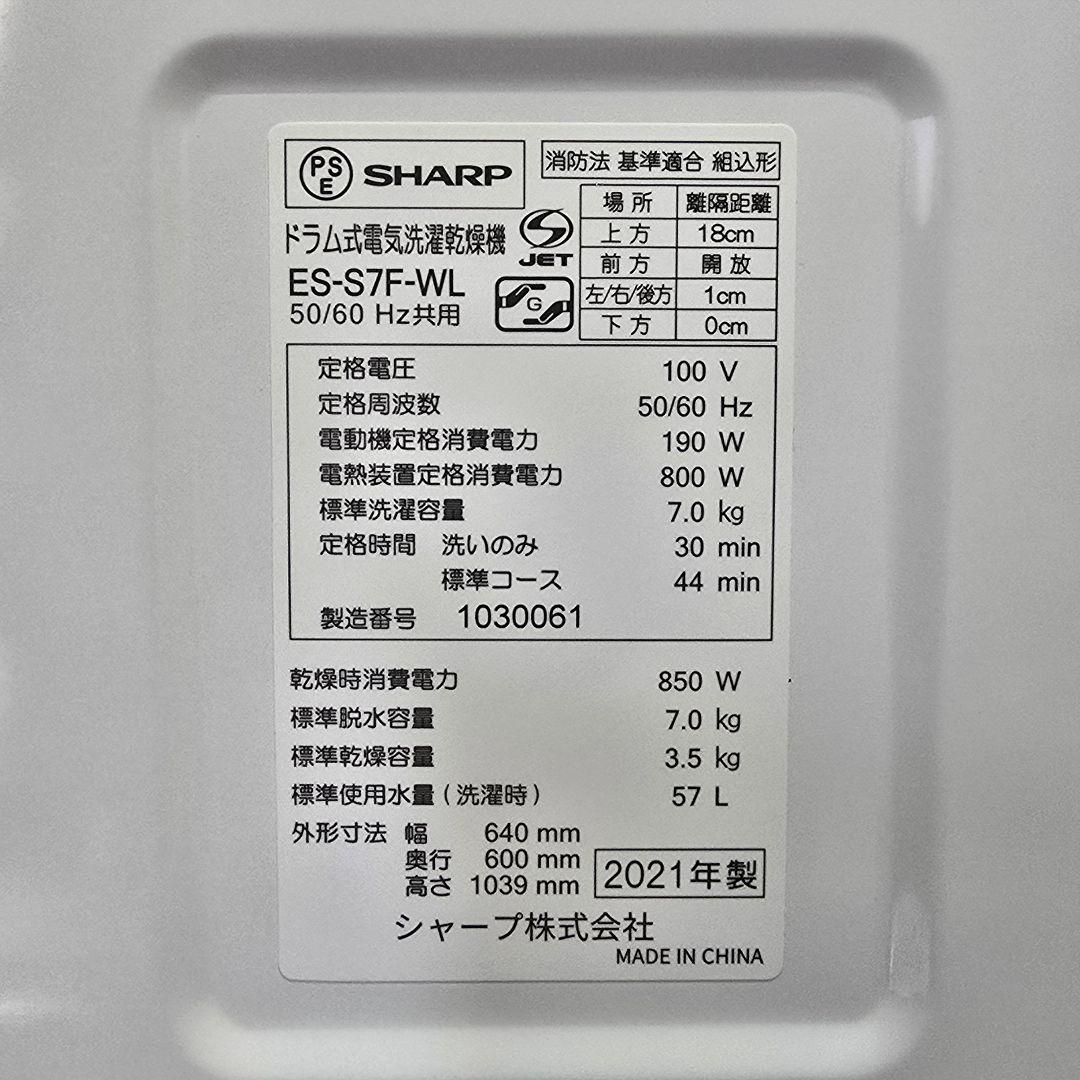 PSE SHARP
消防法 基準適合 組込形
場所 離隔距離
上方 18cm
前方 開放
左/右/後方 1cm
下方 0cm
ドラム式電気洗濯乾燥機
JET
ES-S7F-WL
G
50/60 Hz共用
定格電圧 100 V
定格周波数 50/60 Hz
電動機定格消費電力 190 W
電熱装置定格消費電力 800 W
標準洗濯容量 7.0 kg
定格時間 洗いのみ 30 min
標準コース 44 min
製造番号 1030061
乾燥時消費電力 850 W
標準脱水容量 7.0 kg
標準乾燥容量 3.5 kg
標準使用水量(洗濯時) 57 L
外形寸法 幅 640 mm
奥行 600 mm
高さ 1039 mm
2021年製
シャープ株式会社
MADE IN CHINA